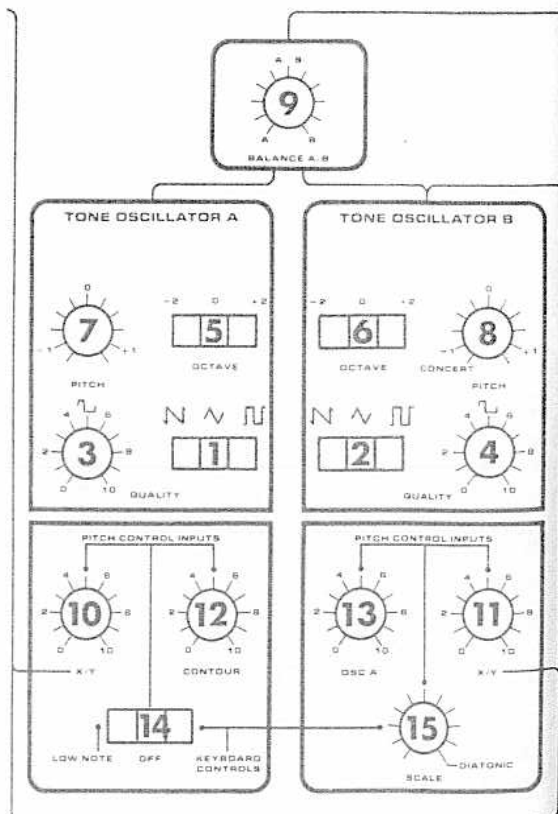 A B
9
A B
BALANCE A-B
TONE OSCILLATOR A
TONE OSCILLATOR B
0
-2 0 +2
-2 0 +2
0
7
5
6
8
-1 +1
OCTAVE
OCTAVE
CONCERT
-1 +1
PITCH
PITCH
4 6
4 6
3
1
2
4
2 8
2 8
0 10
0 10
QUALITY
QUALITY
PITCH CONTROL INPUTS
PITCH CONTROL INPUTS
4 6
4 6
4 6
4 6
2 10 8
2 12 8
2 13 8
2 11 8
0 10
0 10
0 10
0 10
X-Y
CONTOUR
OSC A
X-Y
14
15
LOW NOTE
OFF
KEYBOARD CONTROLS
DIATONIC
SCALE